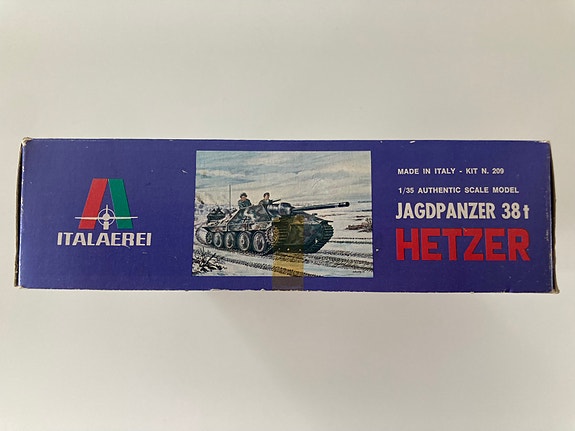 ITALAEREI
MADE IN ITALY - KIT N. 209
1/35 AUTHENTIC SCALE MODEL
JAGDPANZER 38t
HETZER